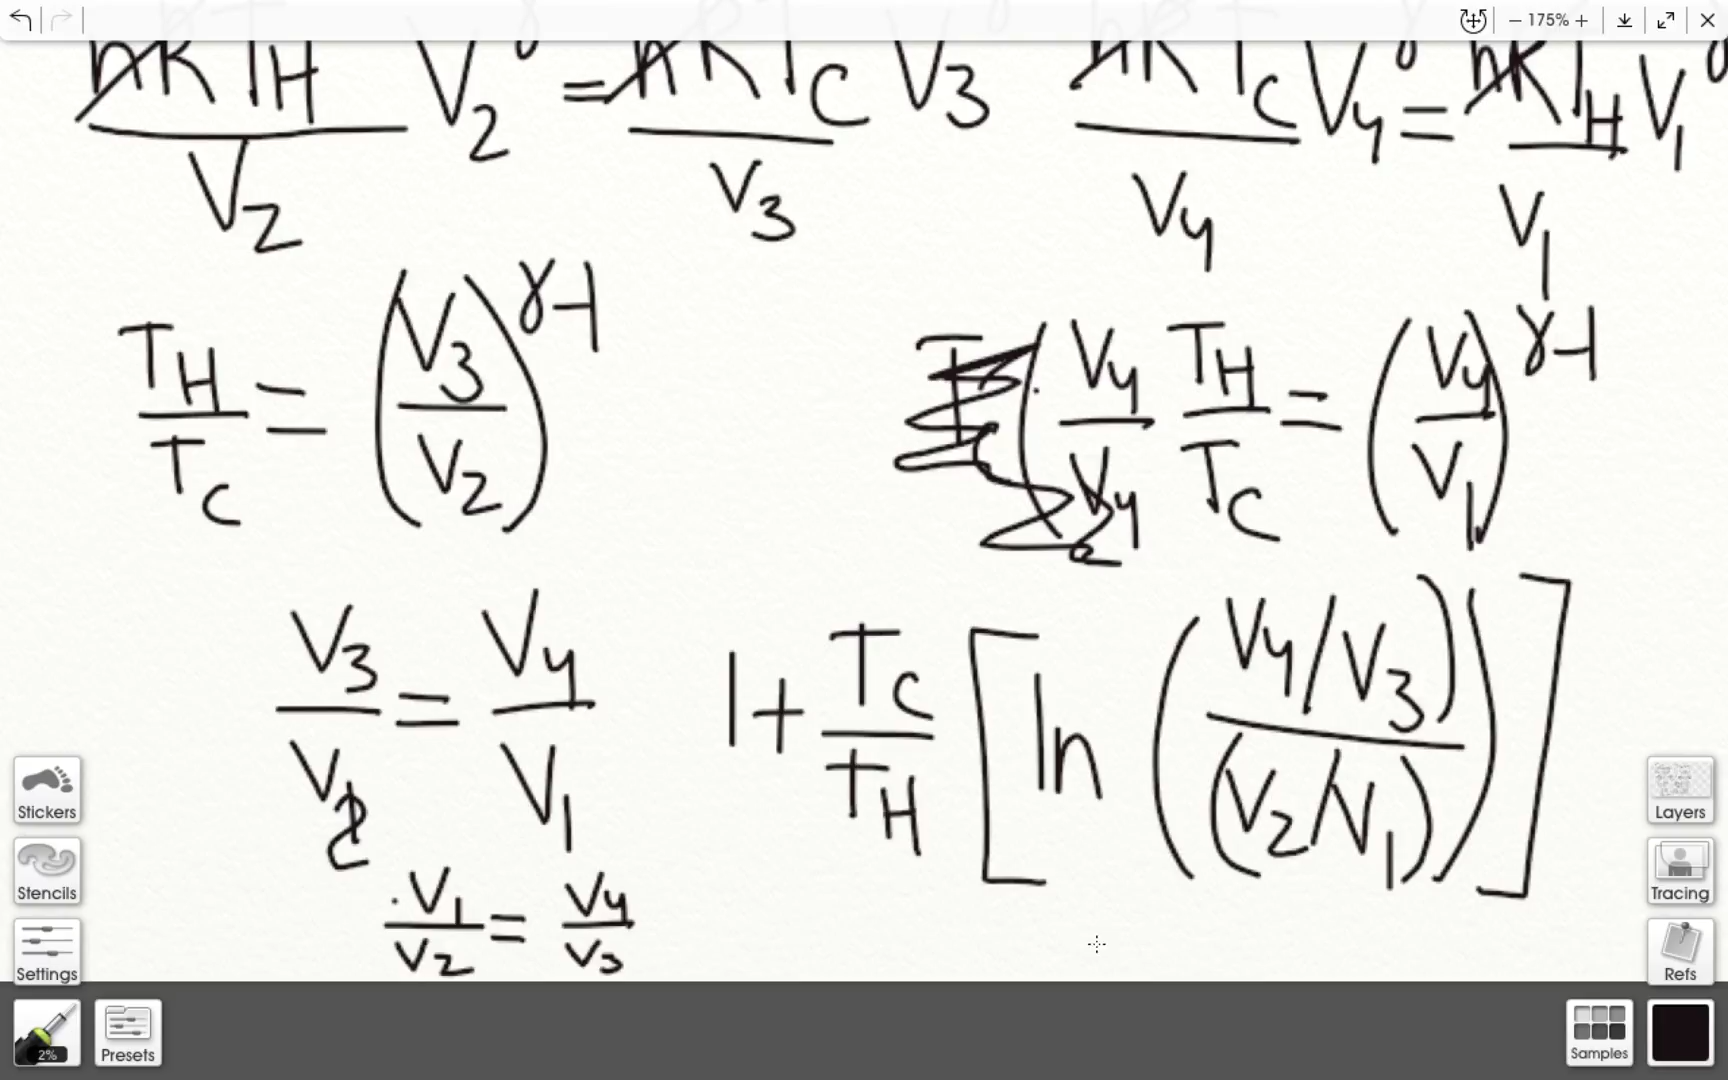 175%
nRT_H/V_2 V_2^γ = nRT_C/V_3 V_3
nRT_C/V_4 V_4^γ = nRT_H/V_1 V_1^γ
T_H/T_C = (V_3/V_2)^γ-1
V_4/V_4 T_H/T_C = (V_4/V_1)^γ-1
V_3/V_2 = V_4/V_1
1 + T_C/T_H [ln ((V_4/V_3)/(V_2/V_1))]
V_1/V_2 = V_4/V_3
Stickers
Stencils
Settings
Layers
Tracing
Refs
2%
Presets
Samples